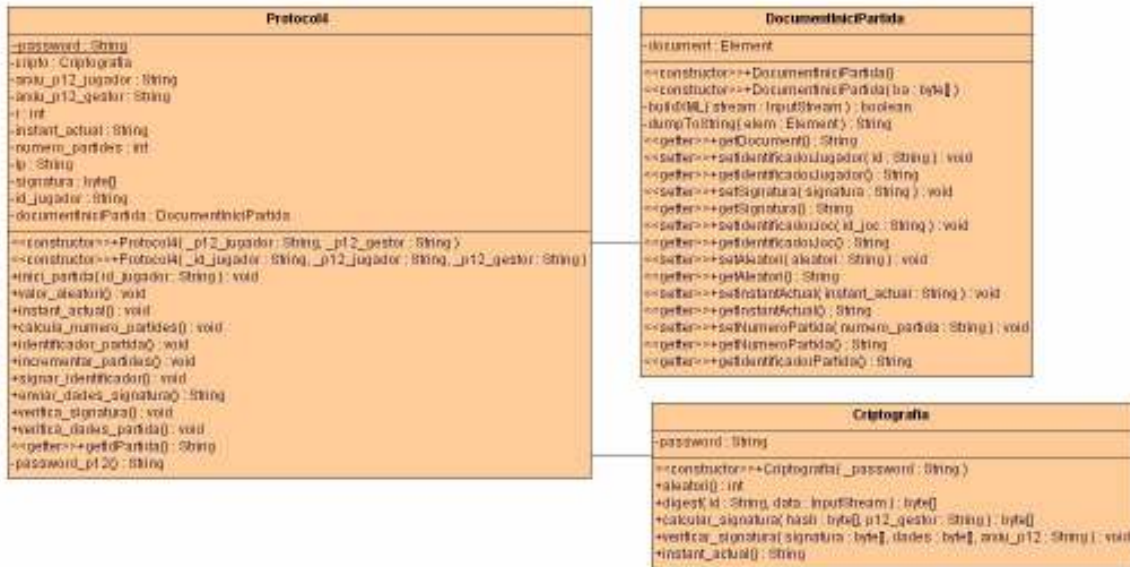 Protocol4
-password : String
-cripto : Criptografia
-arxiu_p12_jugador : String
-arxiu_p12_gestor : String
-r : int
-instant_actual : String
-numero_partides : int
-Ip : String
-signatura : byte[]
-id_jugador : String
-documentIniciPartida : DocumentIniciPartida
<<constructor>>+Protocol4( _p12_jugador : String, _p12_gestor : String )
<<constructor>>+Protocol4( _id_jugador : String, _p12_jugador : String, _p12_gestor : String )
+inici_partida( id_jugador : String ) : void
+valor_aleatori() : void
+instant_actual() : void
+calcula_numero_partides() : void
+identificador_partida() : void
+incrementar_partides() : void
+signar_identificador() : void
+enviar_dades_signatura() : String
+verifica_signatura() : void
+verifica_dades_partida() : void
<<getter>>+getIdPartida() : String
-password_p12() : String
DocumentIniciPartida
-document : Element
<<constructor>>+DocumentIniciPartida()
<<constructor>>+DocumentIniciPartida( ba : byte[] )
-buildXML( stream : InputStream ) : boolean
-dumpToString( elem : Element ) : String
<<getter>>+getDocument() : String
<<setter>>+setIdentificadorJugador( id : String ) : void
<<getter>>+getIdentificadorJugador() : String
<<setter>>+setSignatura( signatura : String ) : void
<<getter>>+getSignatura() : String
<<setter>>+setIdentificadorJoc( id_joc : String ) : void
<<getter>>+getIdentificadorJoc() : String
<<setter>>+setAleatori( aleatori : String ) : void
<<getter>>+getAleatori() : String
<<setter>>+setInstantActual( instant_actual : String ) : void
<<getter>>+getInstantActual() : String
<<setter>>+setNumeroPartida( numero_partida : String ) : void
<<getter>>+getNumeroPartida() : String
<<getter>>+getIdentificadorPartida() : String
Criptografia
-password : String
<<constructor>>+Criptografia( _password : String )
+aleatori() : int
+digest( id : String, data : InputStream ) : byte[]
+calcular_signatura( hash : byte[], p12_gestor : String ) : byte[]
+verificar_signatura( signatura : byte[], dades : byte[], arxiu_p12 : String ) : void
+instant_actual() : String